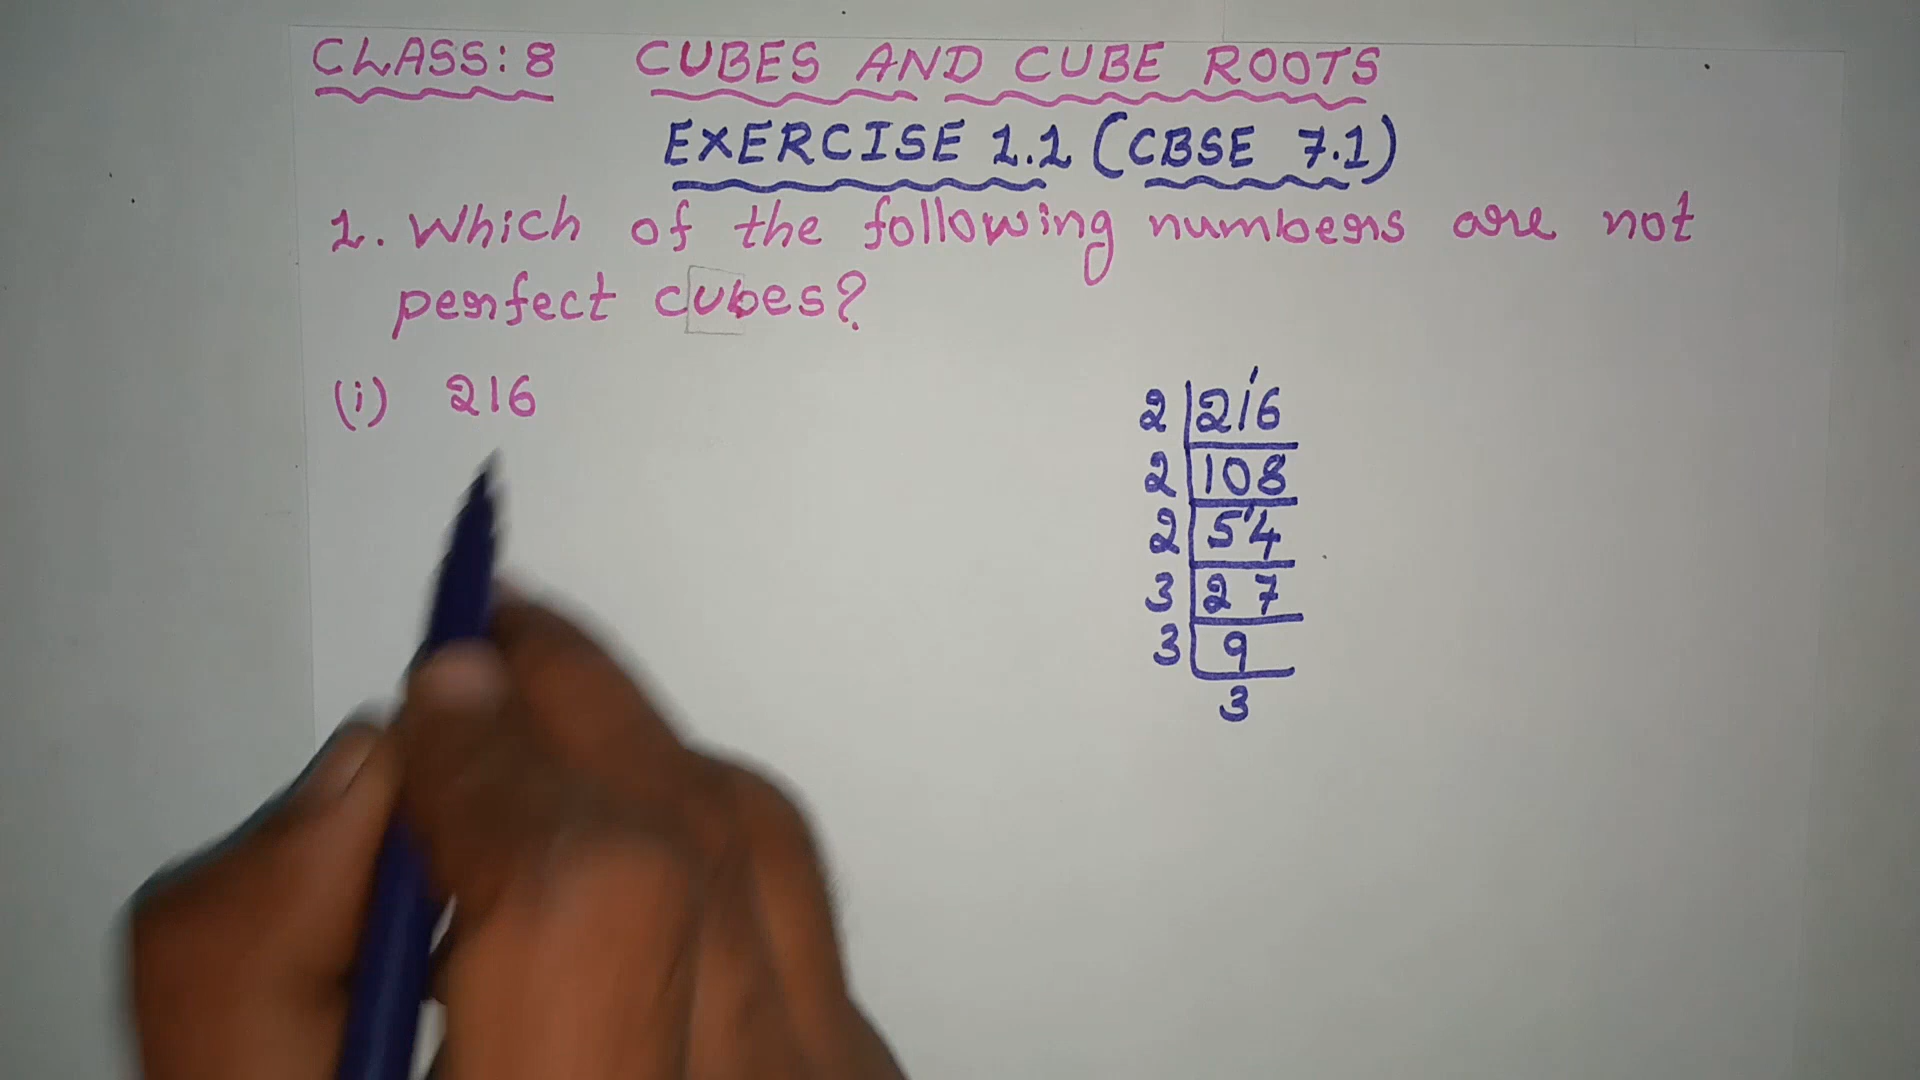 CLASS: 8 CUBES AND CUBE ROOTS
EXERCISE 1.1 (CBSE 7.1)
1. Which of the following numbers are not
perfect cubes?
(i) 216
2 216
2 108
2 54
3 27
3 9
3